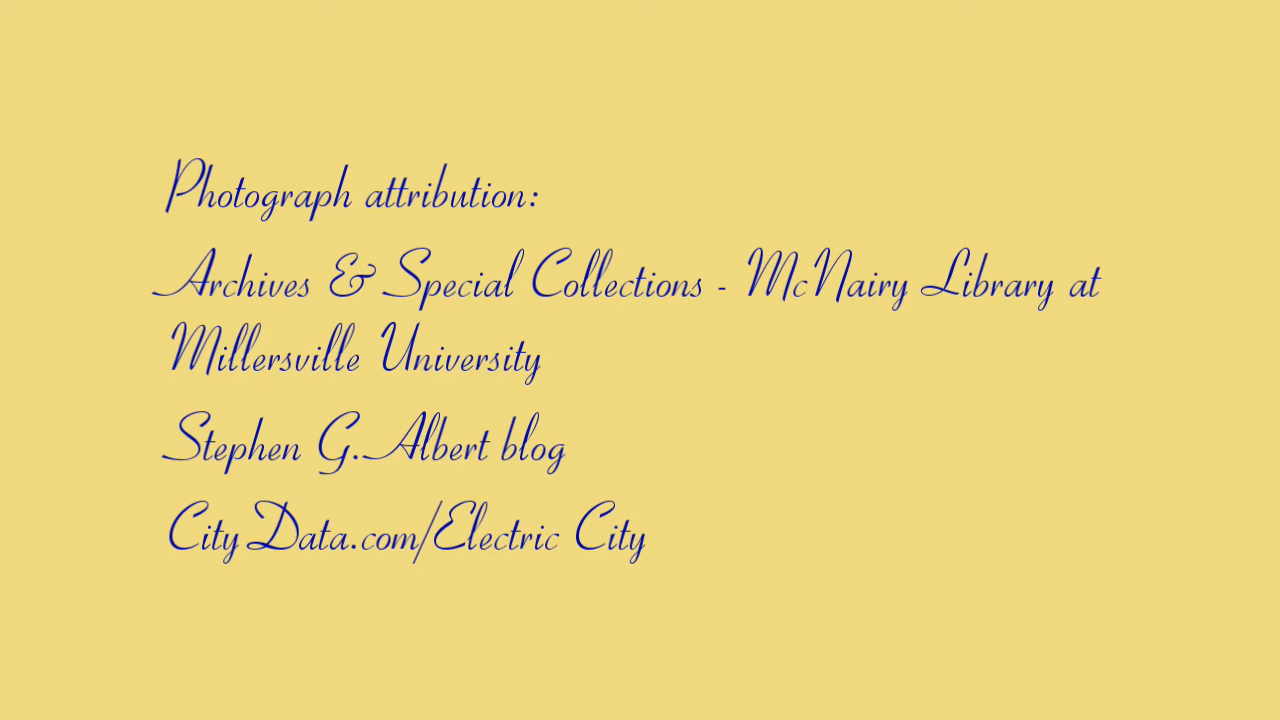 Photograph attribution:
Archives & Special Collections - McNairy Library at
Millersville University
Stephen G. Albert blog
CityData.com/Electric City